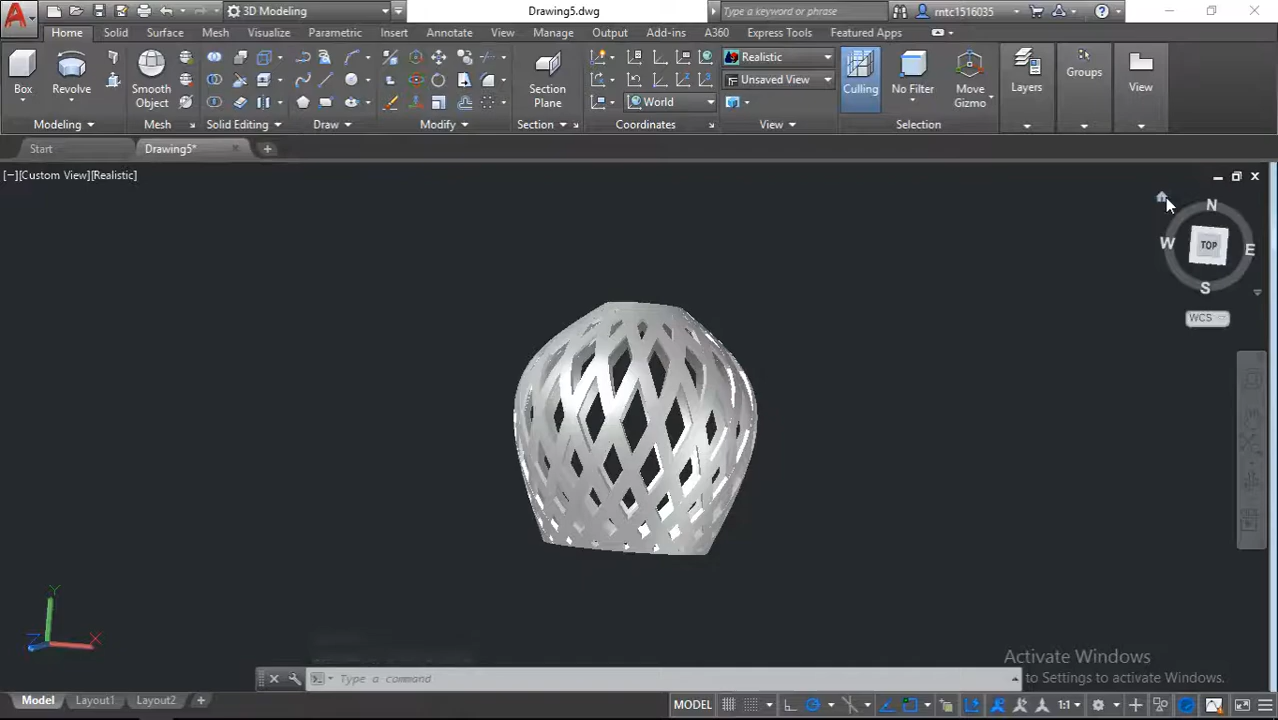 A 3D Modeling Drawing5.dwg Type a keyword or phrase rntc1516035
Home Solid Surface Mesh Visualize Parametric Insert Annotate View Manage Output Add-ins A360 Express Tools Featured Apps
Box Revolve Smooth Object Section Plane Realistic Unsaved View World Culling No Filter Move Gizmo Layers Groups View
Modeling Mesh Solid Editing Draw Modify Section Coordinates View Selection
Start Drawing5*
[−][Custom View][Realistic]
N
W TOP E
S
WCS
Y
Z X
Activate Windows
to Settings to activate Windows.
Type a command
Model Layout1 Layout2 MODEL 1:1